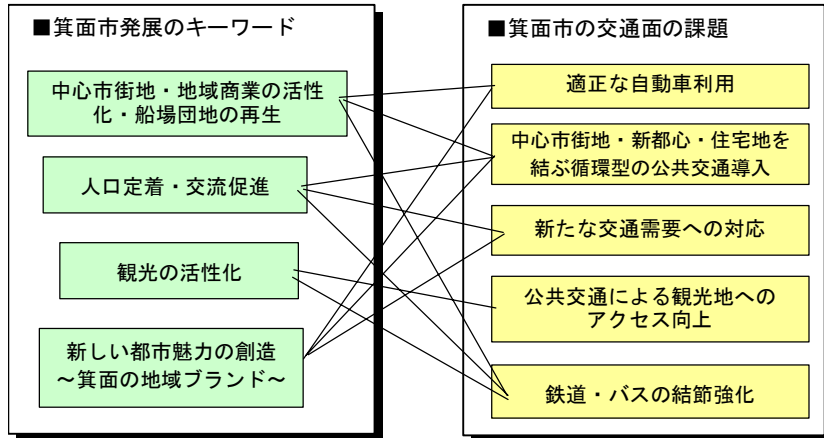 ■箕面市発展のキーワード
中心市街地・地域商業の活性
化・船場団地の再生
人口定着・交流促進
観光の活性化
新しい都市魅力の創造
～箕面の地域ブランド～
■箕面市の交通面の課題
適正な自動車利用
中心市街地・新都心・住宅地を
結ぶ循環型の公共交通導入
新たな交通需要への対応
公共交通による観光地への
アクセス向上
鉄道・バスの結節強化